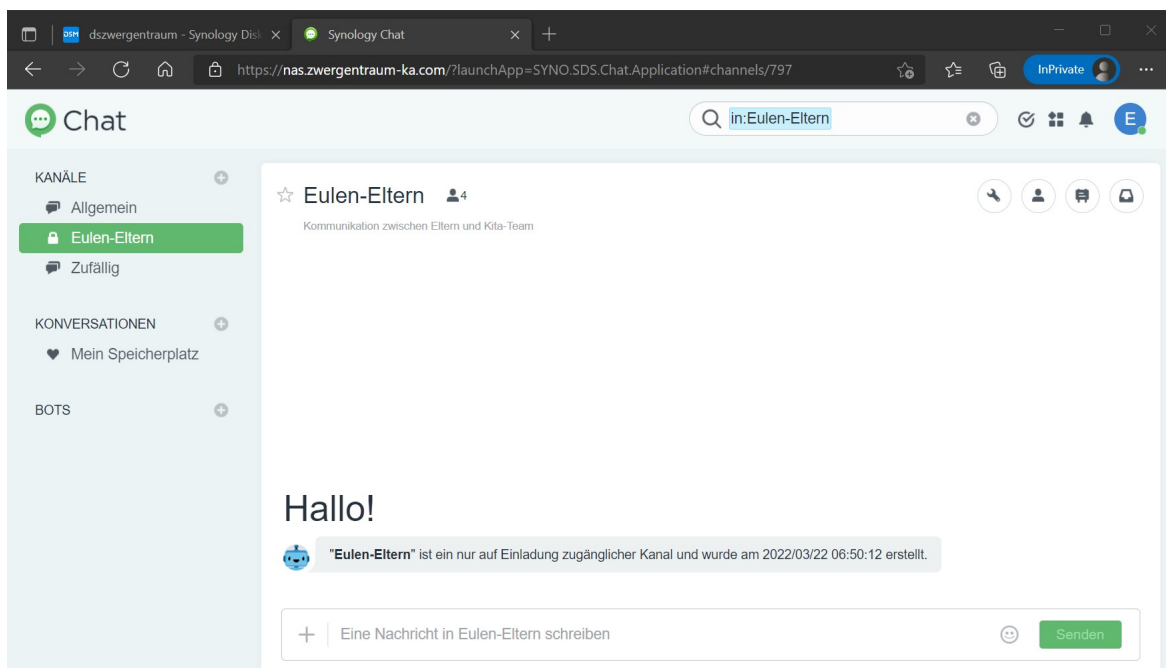 DSM dszwergentraum - Synology Disk
Synology Chat
https://nas.zwergentraum-ka.com/?launchApp=SYNO.SDS.Chat.Application#channels/797
InPrivate
Chat
in:Eulen-Eltern
E
KANÄLE
Allgemein
Eulen-Eltern
Zufällig
KONVERSATIONEN
Mein Speicherplatz
BOTS
Eulen-Eltern 4
Kommunikation zwischen Eltern und Kita-Team
Hallo!
"Eulen-Eltern" ist ein nur auf Einladung zugänglicher Kanal und wurde am 2022/03/22 06:50:12 erstellt.
Eine Nachricht in Eulen-Eltern schreiben
Senden